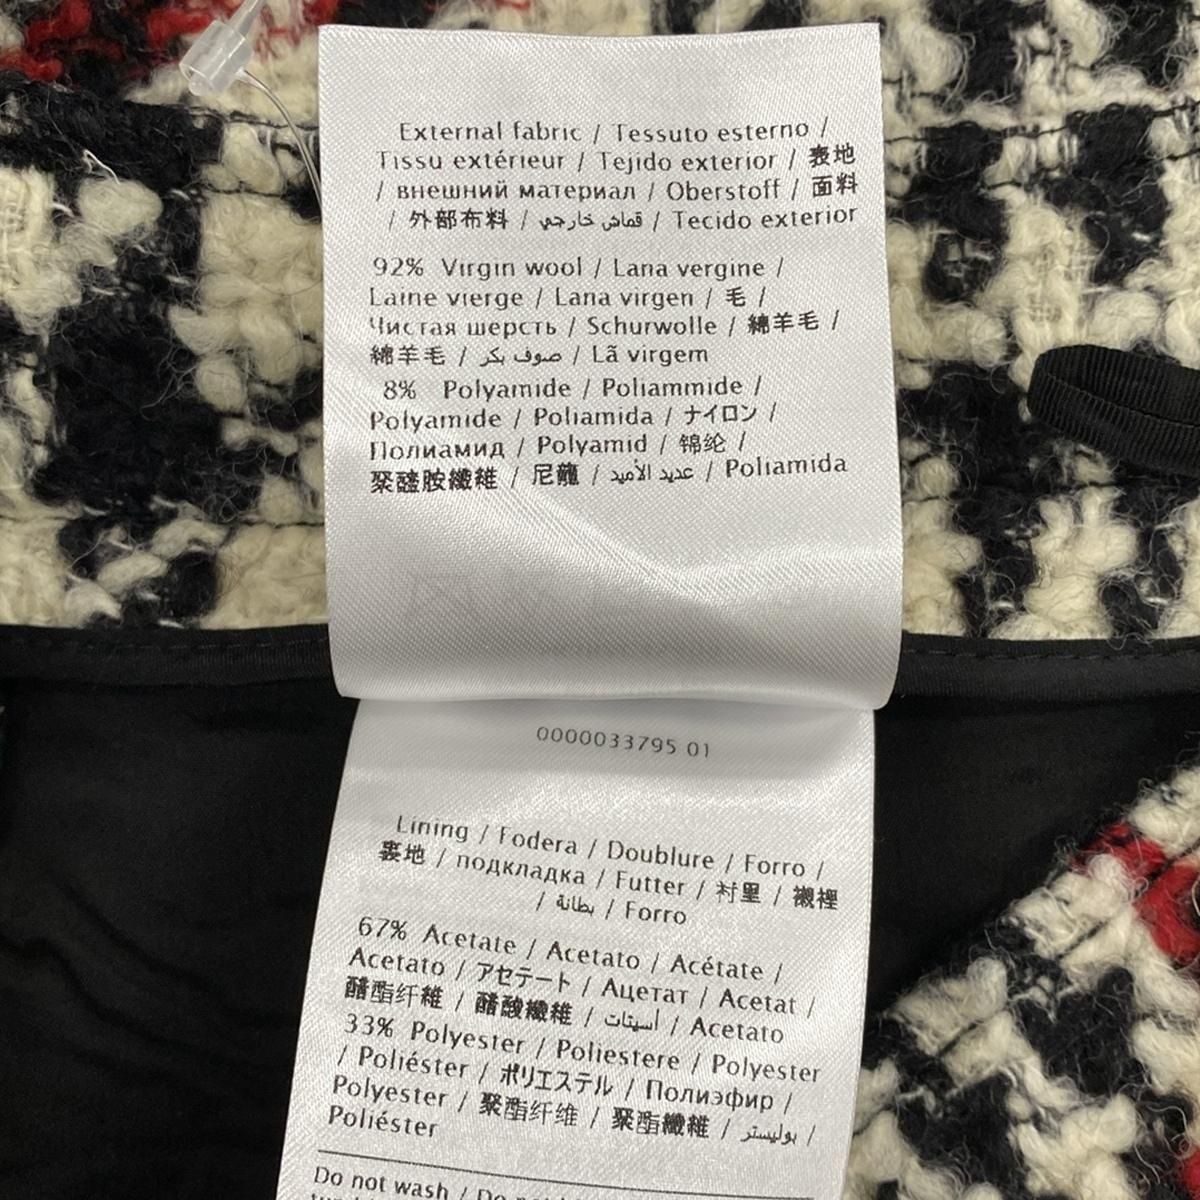 External fabric / Tessuto esterno /
Tissu extérieur / Tejido exterior / 表地
/ внешний материал / Oberstoff / 面料
/ 外部布料 / قماش خارجي / Tecido exterior
92% Virgin wool / Lana vergine /
Laine vierge / Lana virgen / 毛 /
Чистая шерсть / Schurwolle / 綿羊毛 /
綿羊毛 / صوف بكر / Lã virgem
8% Polyamide / Poliammide /
Polyamide / Poliamida / ナイロン /
Полиамид / Polyamid / 锦纶 /
聚醯胺纖維 / 尼龍 / عديد الأميد / Poliamida
0000033795 01
Lining / Fodera / Doublure / Forro /
裏地 / подкладка / Futter / 衬里 / 襯裡
/ بطانة / Forro
67% Acetate / Acetato / Acétate /
Acetato / アセテート / Ацетат / Acetat /
醋酯纤維 / 醋酸纖維 / أسيتات / Acetato
33% Polyester / Poliestere / Polyester
/ Poliéster / ポリエステル / Полиэфир /
Polyester / 聚酯纤维 / 聚酯纖維 / بوليستر /
Poliéster
Do not wash / Do not